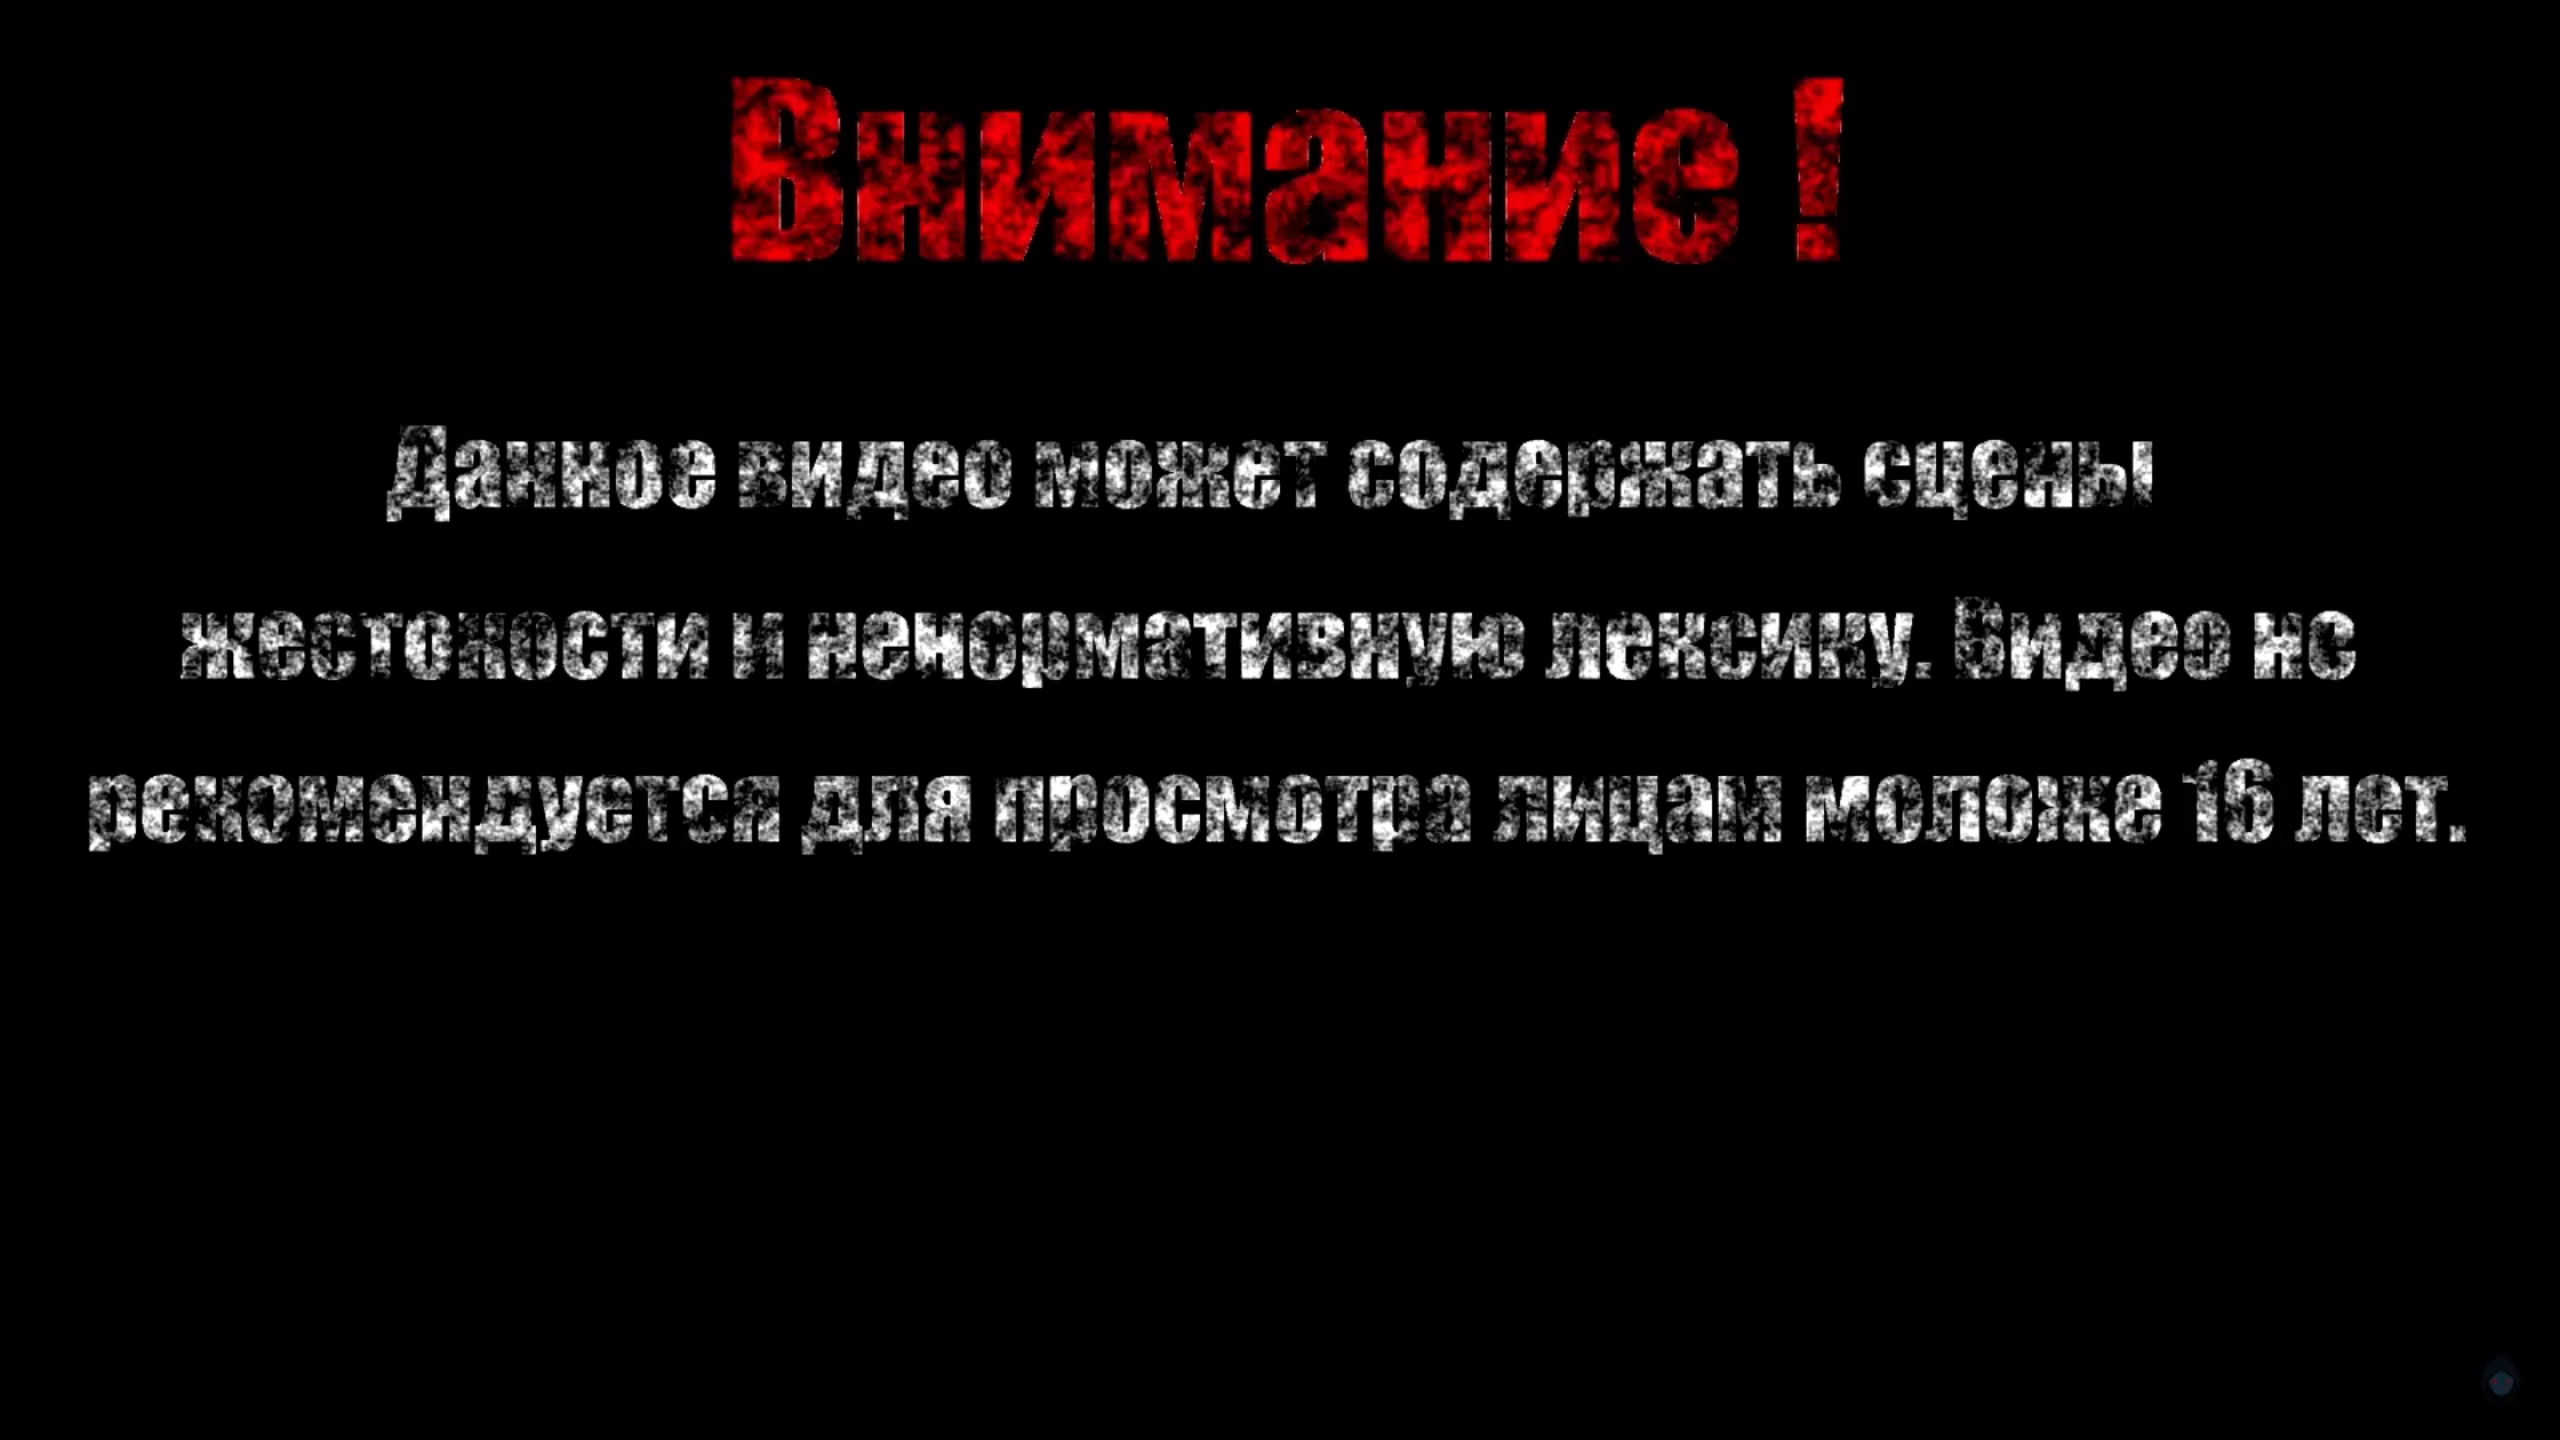 Внимание !
Данное видео может содержать сцены
жестокости и ненормативную лексику. Видео не
рекомендуется для просмотра лицам моложе 16 лет.